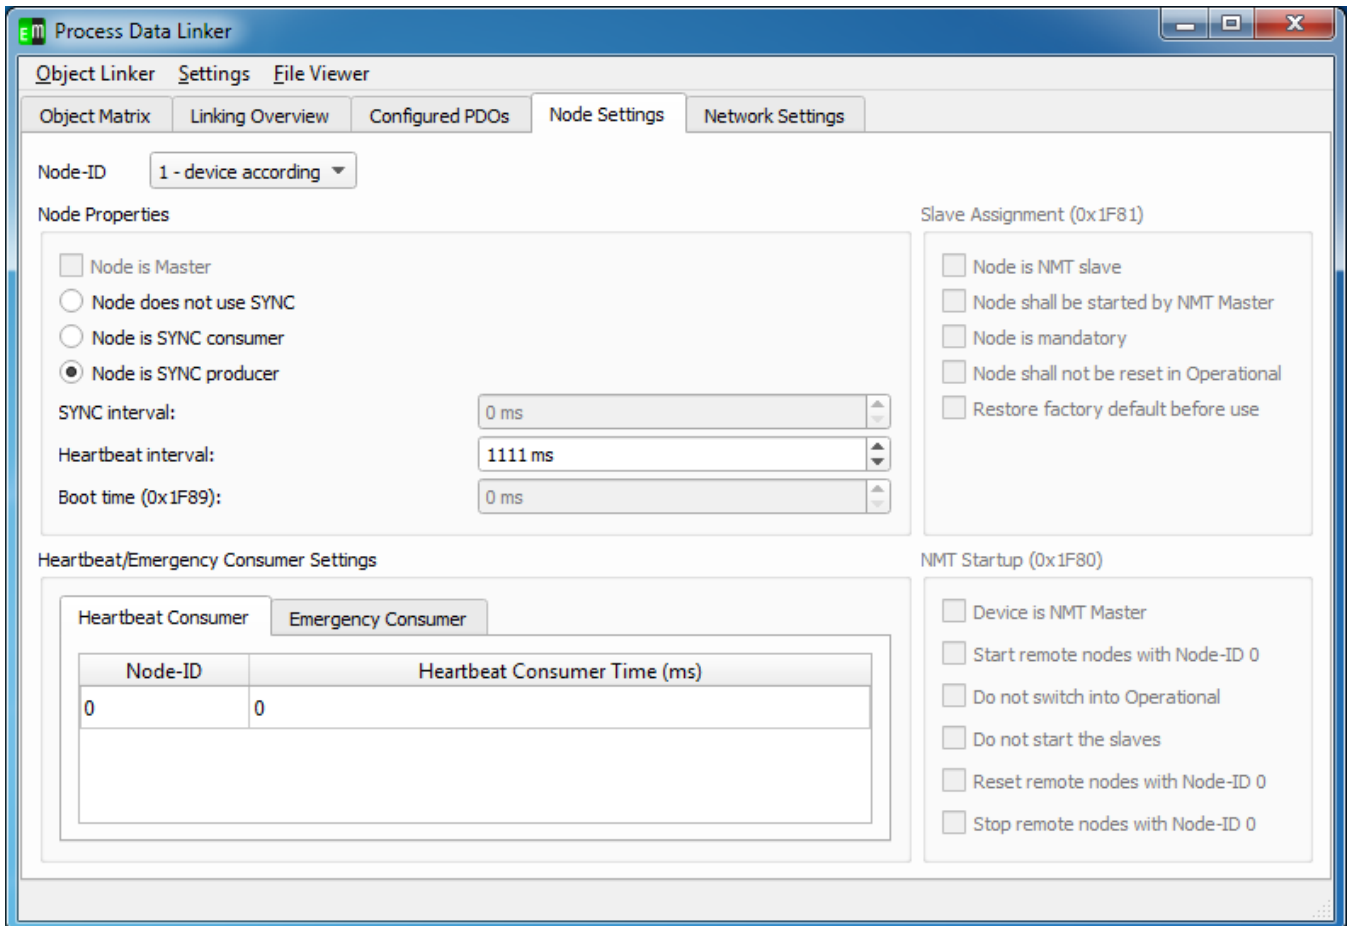 Em Process Data Linker
Object Linker Settings File Viewer
Object Matrix Linking Overview Configured PDOs Node Settings Network Settings
Node-ID 1 - device according
Node Properties
Node is Master
Node does not use SYNC
Node is SYNC consumer
Node is SYNC producer
SYNC interval: 0 ms
Heartbeat interval: 1111 ms
Boot time (0x1F89): 0 ms
Slave Assignment (0x1F81)
Node is NMT slave
Node shall be started by NMT Master
Node is mandatory
Node shall not be reset in Operational
Restore factory default before use
Heartbeat/Emergency Consumer Settings
Heartbeat Consumer Emergency Consumer
Node-ID Heartbeat Consumer Time (ms)
0 0
NMT Startup (0x1F80)
Device is NMT Master
Start remote nodes with Node-ID 0
Do not switch into Operational
Do not start the slaves
Reset remote nodes with Node-ID 0
Stop remote nodes with Node-ID 0